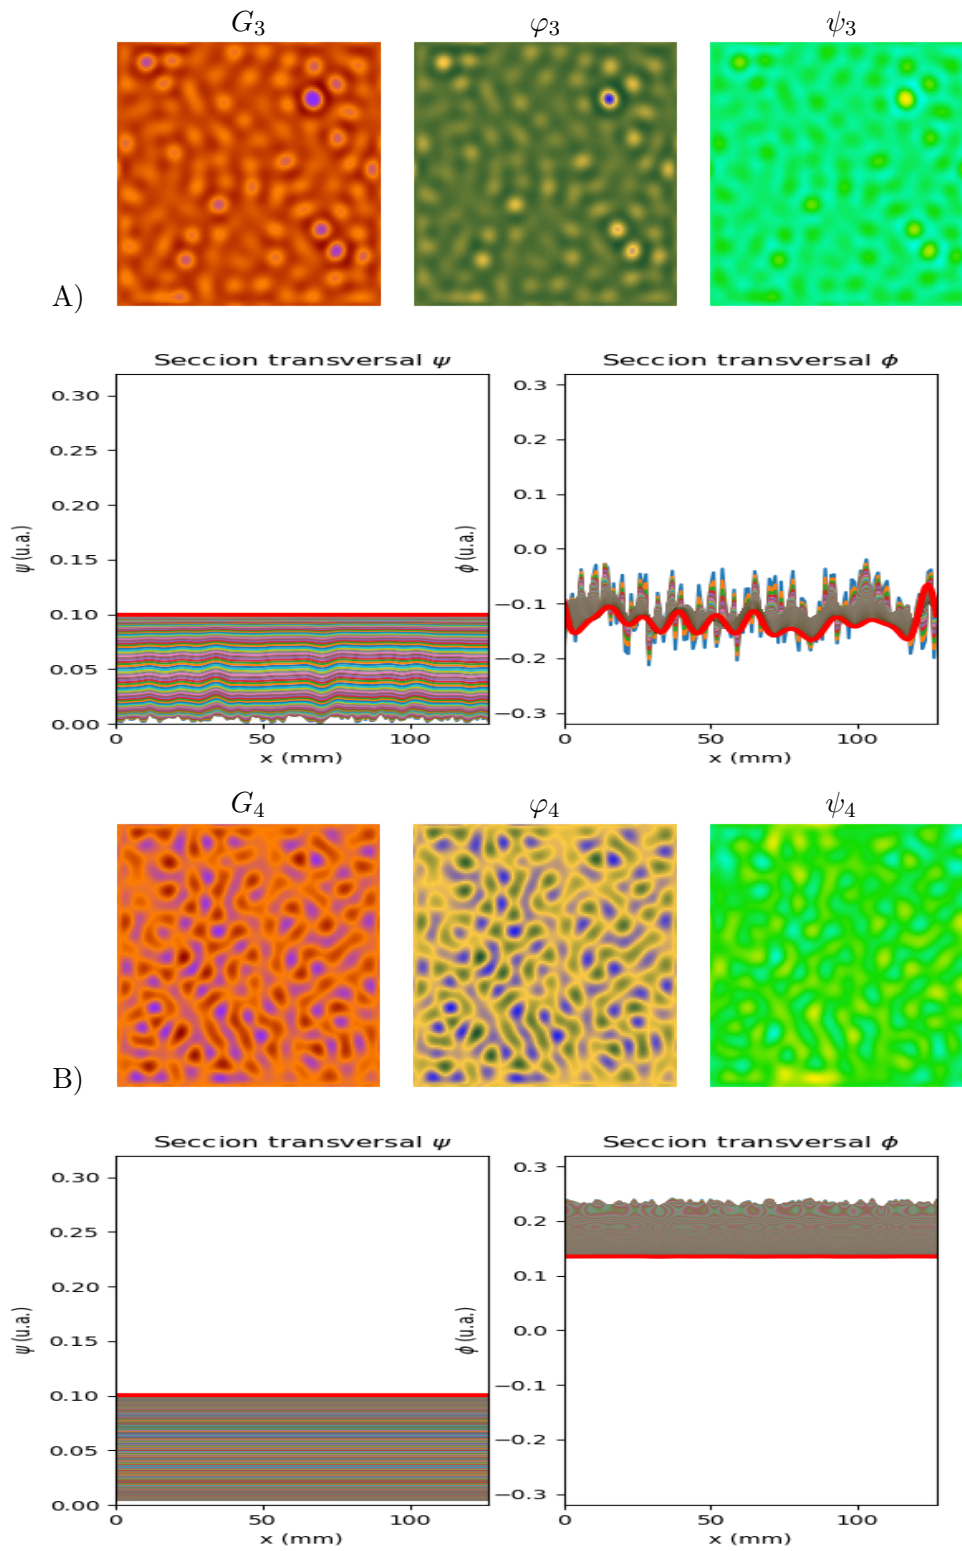 G₃ φ₃ ψ₃
A)
Seccion transversal ψ Seccion transversal ϕ
0.30
0.25
0.20
0.15
0.10
0.05
0.00
ψ (u.a.)
0 50 100
x (mm)
0.3
0.2
0.1
0.0
−0.1
−0.2
−0.3
ϕ (u.a.)
0 50 100
x (mm)
G₄ φ₄ ψ₄
B)
Seccion transversal ψ Seccion transversal ϕ
0.30
0.25
0.20
0.15
0.10
0.05
0.00
ψ (u.a.)
0 50 100
x (mm)
0.3
0.2
0.1
0.0
−0.1
−0.2
−0.3
ϕ (u.a.)
0 50 100
x (mm)